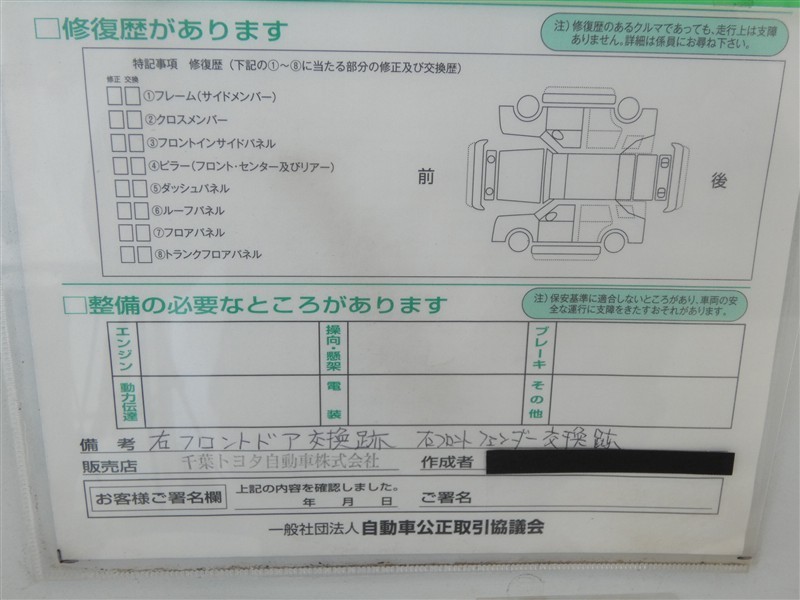 □修復歴があります
注）修復歴のあるクルマであっても、走行上は支障
ありません。詳細は係員にお尋ね下さい。
特記事項 修復歴（下記の①～⑧に当たる部分の修正及び交換歴）
修正 交換
①フレーム（サイドメンバー）
②クロスメンバー
③フロントインサイドパネル
④ピラー（フロント・センター及びリアー）
⑤ダッシュパネル
⑥ルーフパネル
⑦フロアパネル
⑧トランクフロアパネル
前
後
□整備の必要なところがあります
注）保安基準に適合しないところがあり、車両の安
全な運行に支障をきたすおそれがあります。
エンジン
操向・懸架
ブレーキ
動力伝達
電装
その他
備考 右フロントドア交換跡 右フロントフェンダー交換跡
販売店 千葉トヨタ自動車株式会社 作成者
お客様ご署名欄 上記の内容を確認しました。
年 月 日 ご署名
一般社団法人 自動車公正取引協議会